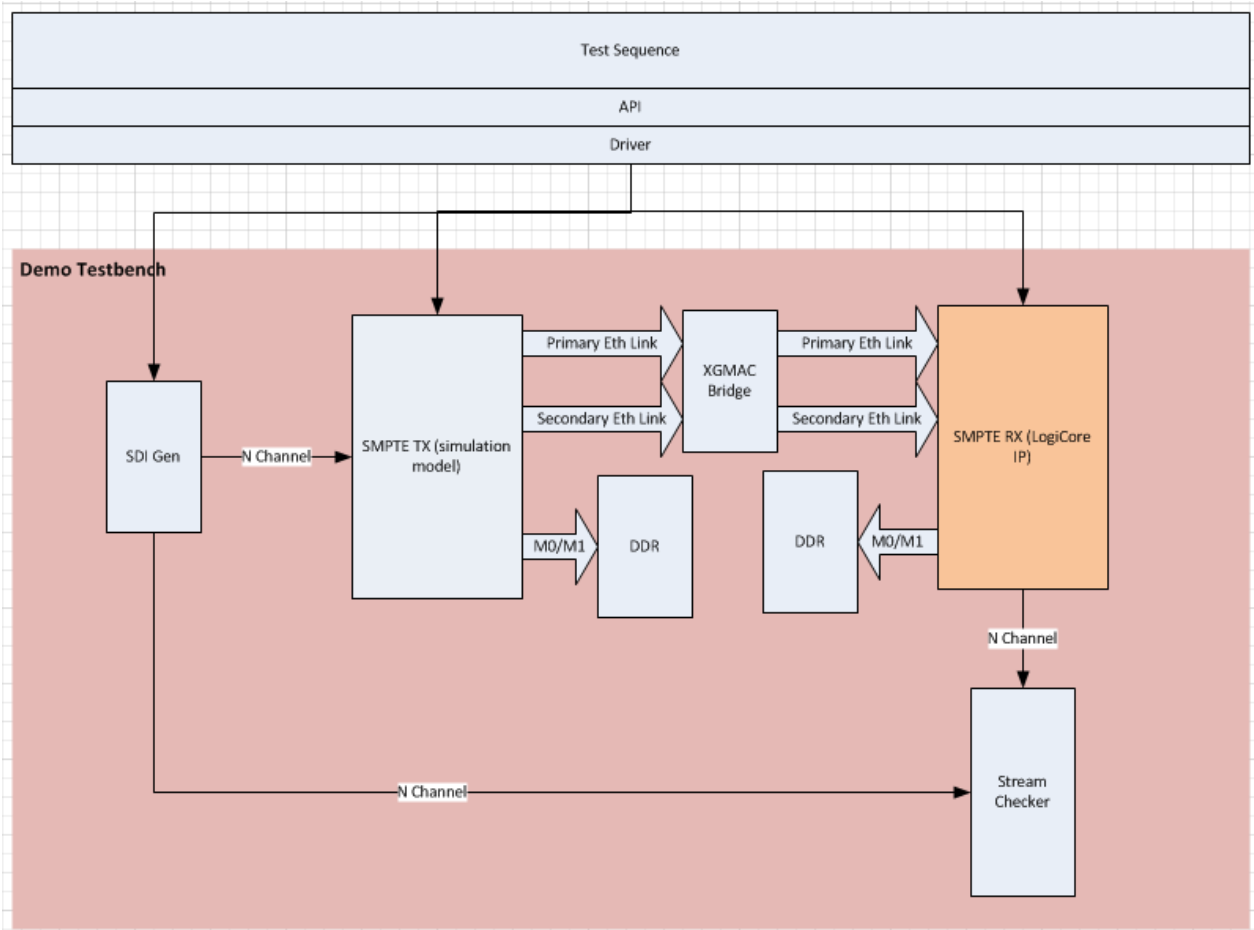 Test Sequence
API
Driver
Demo Testbench
Primary Eth Link
Primary Eth Link
XGMAC
Bridge
Secondary Eth Link
Secondary Eth Link
SDI Gen
N Channel
SMPTE TX (simulation
model)
SMPTE RX (LogiCore
IP)
M0/M1
DDR
DDR
M0/M1
N Channel
N Channel
Stream
Checker